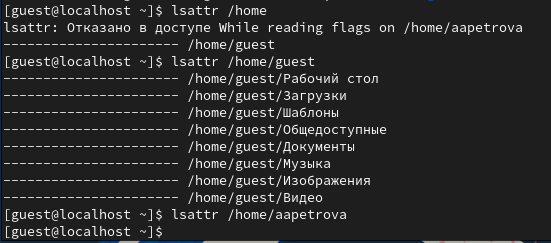 [guest@localhost ~]$ lsattr /home
lsattr: Отказано в доступе While reading flags on /home/aapetrova
---------------------- /home/guest
[guest@localhost ~]$ lsattr /home/guest
---------------------- /home/guest/Рабочий стол
---------------------- /home/guest/Загрузки
---------------------- /home/guest/Шаблоны
---------------------- /home/guest/Общедоступные
---------------------- /home/guest/Документы
---------------------- /home/guest/Музыка
---------------------- /home/guest/Изображения
---------------------- /home/guest/Видео
[guest@localhost ~]$ lsattr /home/aapetrova
[guest@localhost ~]$